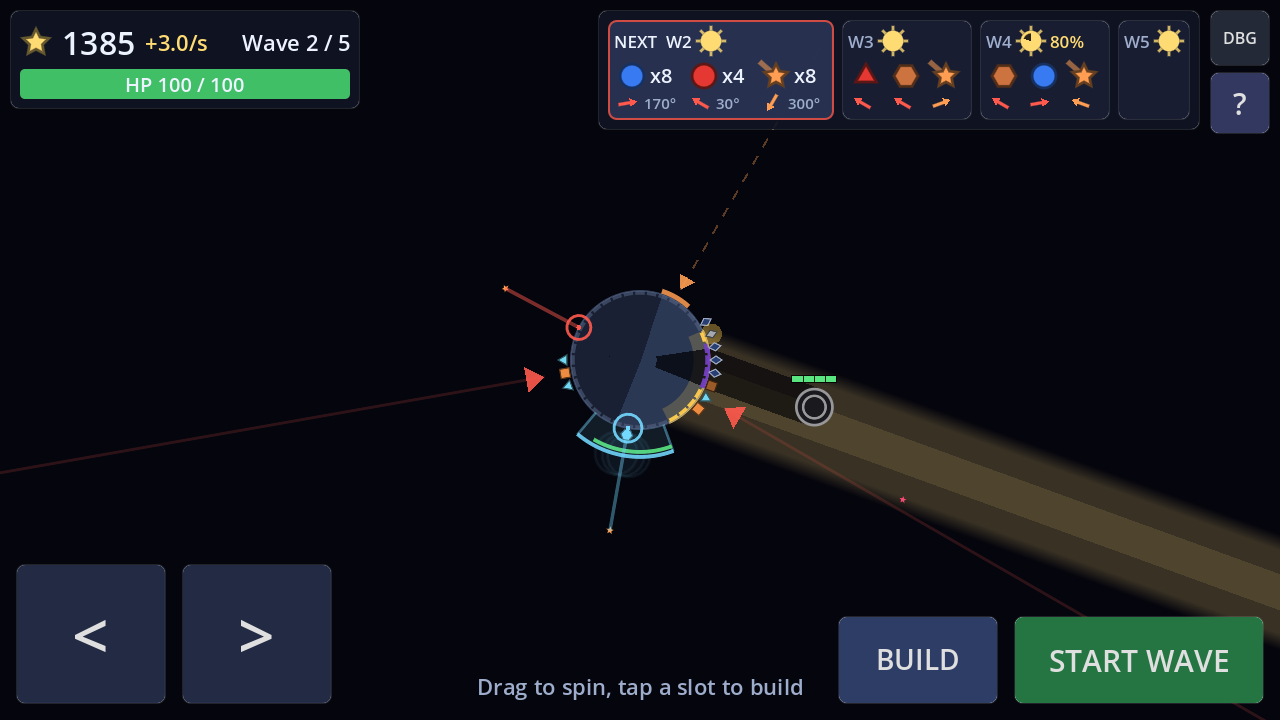 1385 +3.0/s Wave 2 / 5
HP 100 / 100
NEXT W2
x8 x4 x8
170° 30° 300°
W3
W4 80%
W5
DBG
?
<
>
Drag to spin, tap a slot to build
BUILD
START WAVE